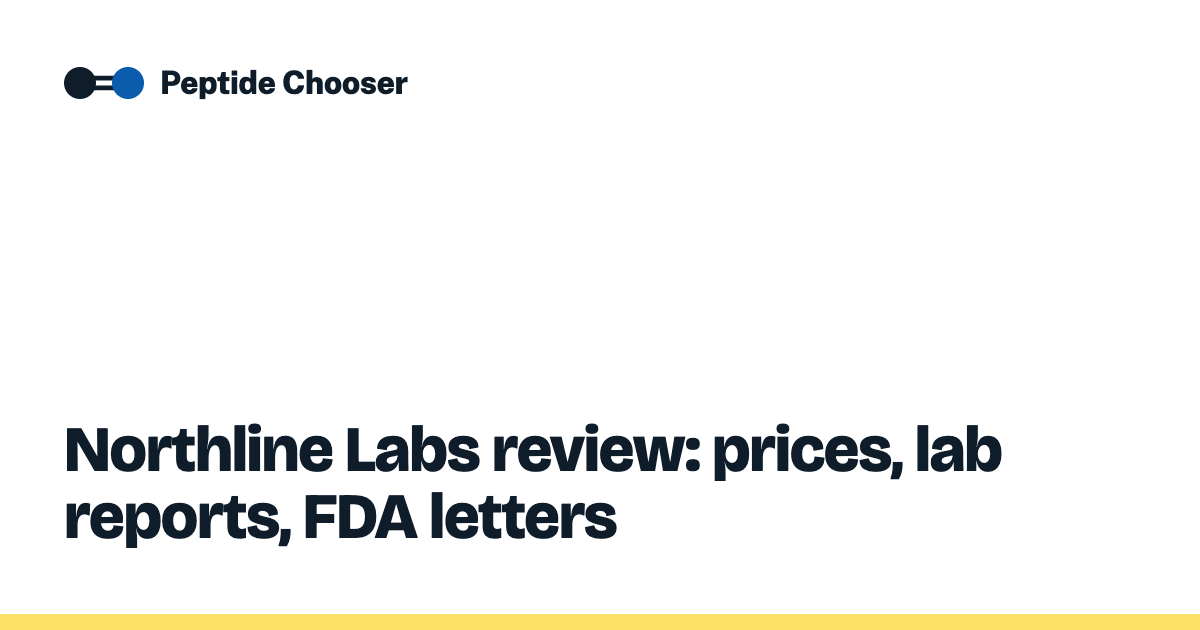 Peptide Chooser
Northline Labs review: prices, lab
reports, FDA letters